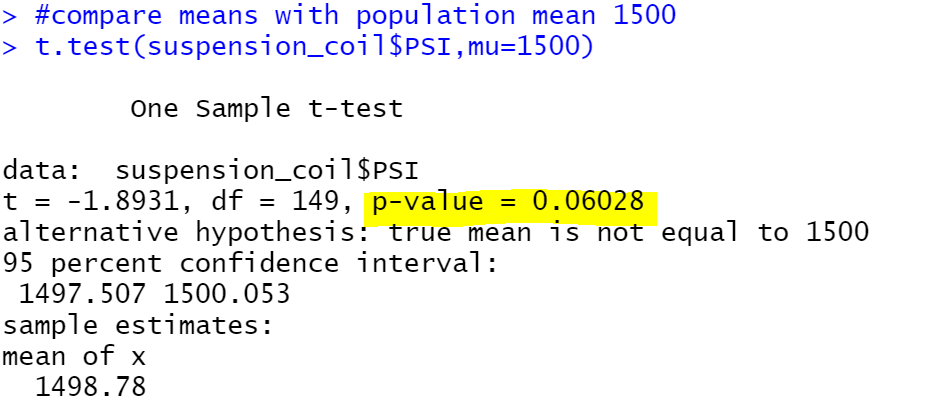 > #compare means with population mean 1500
> t.test(suspension_coil$PSI,mu=1500)
One Sample t-test
data:  suspension_coil$PSI
t = -1.8931, df = 149, p-value = 0.06028
alternative hypothesis: true mean is not equal to 1500
95 percent confidence interval:
 1497.507 1500.053
sample estimates:
mean of x
  1498.78